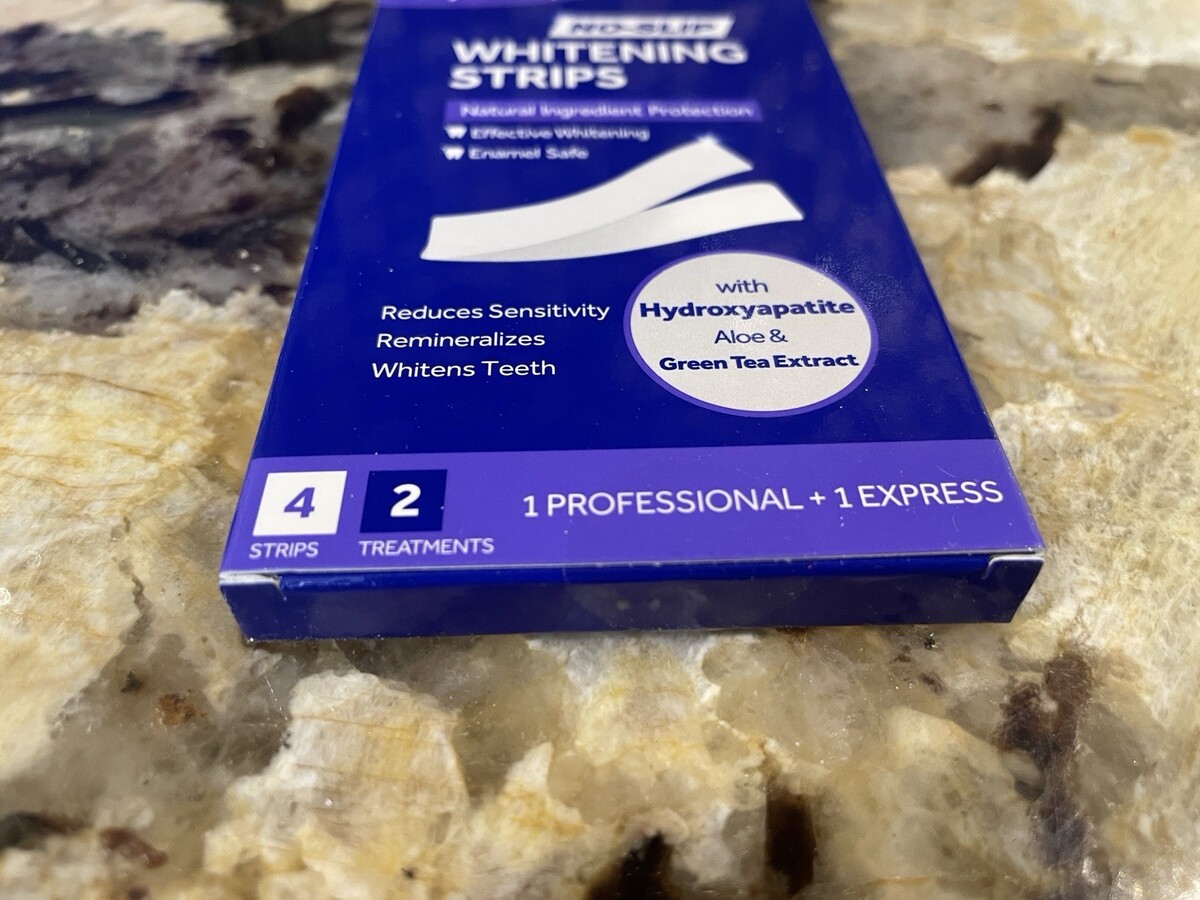 NO-SLIP
WHITENING
STRIPS
Natural Ingredient Protection
Effective Whitening
Enamel Safe
Reduces Sensitivity
Remineralizes
Whitens Teeth
with
Hydroxyapatite
Aloe &
Green Tea Extract
4
STRIPS
2
TREATMENTS
1 PROFESSIONAL + 1 EXPRESS